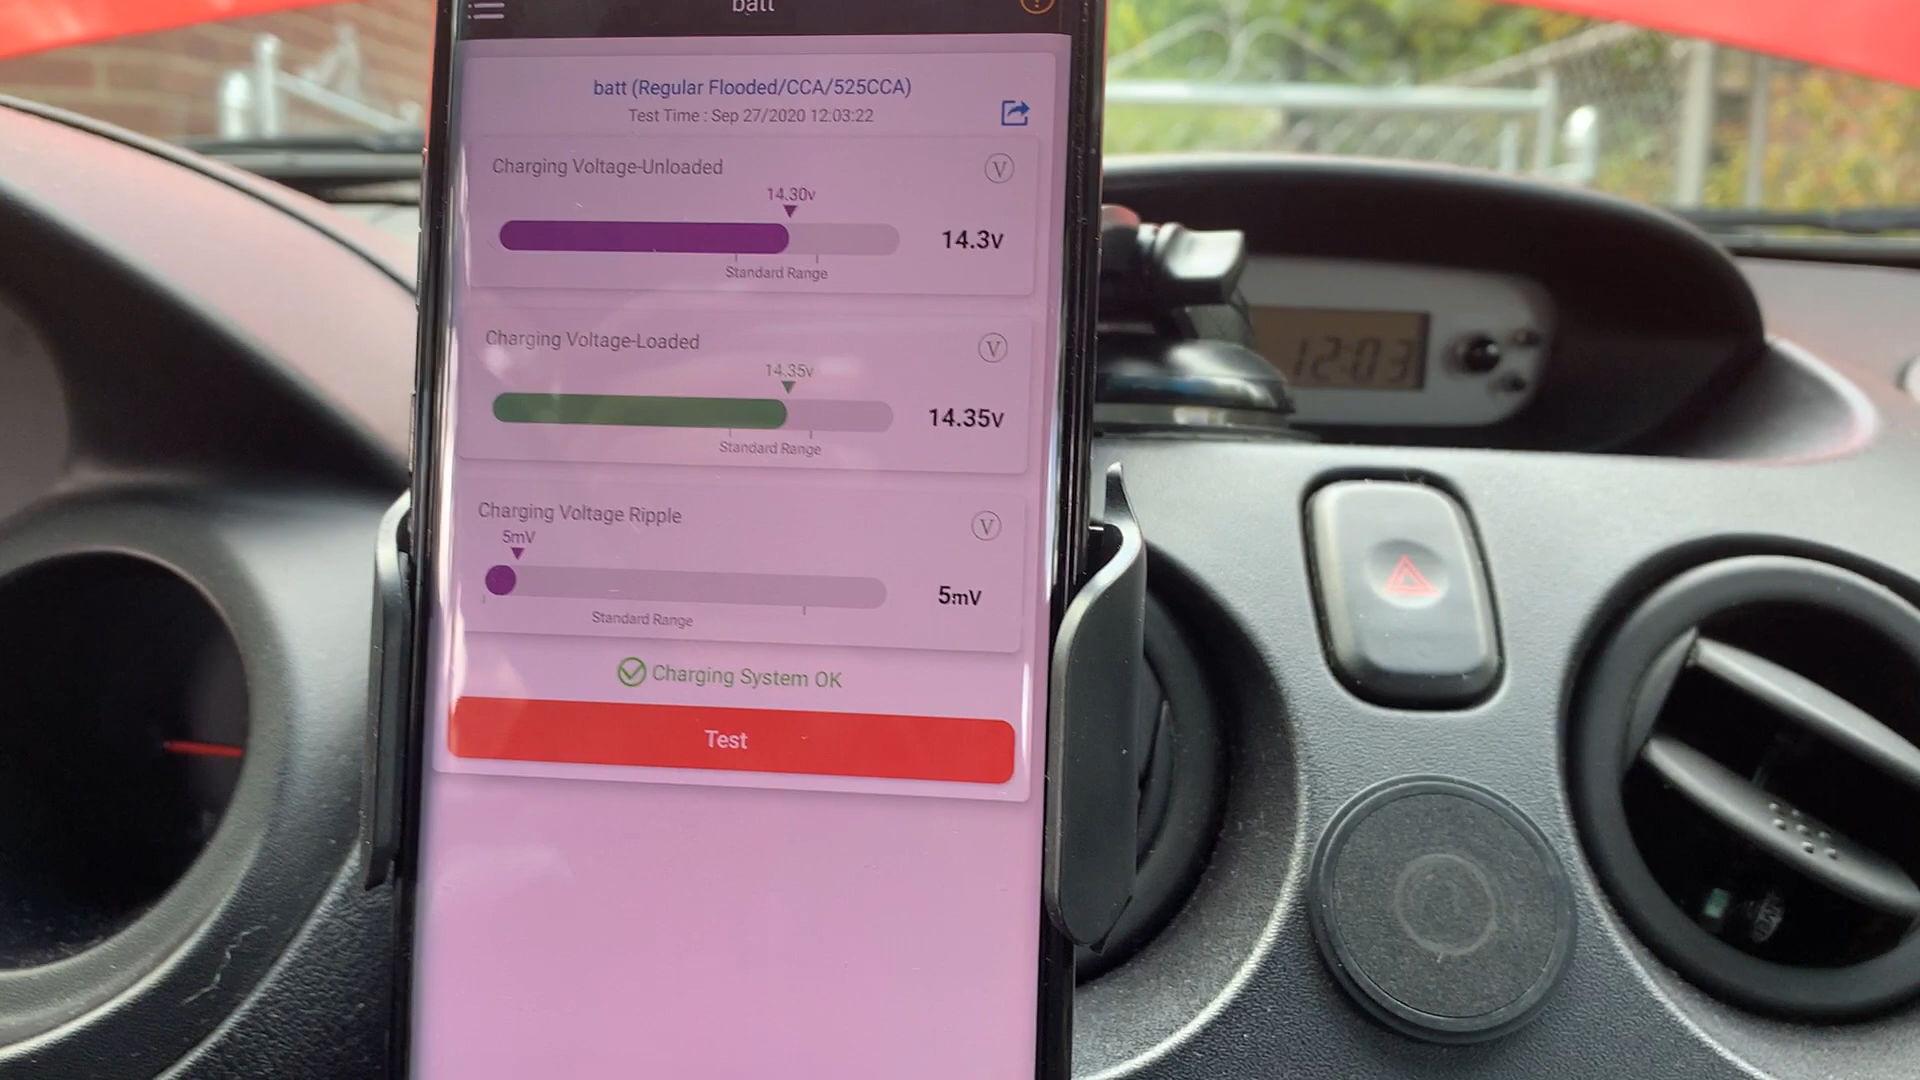 batt
batt (Regular Flooded/CCA/525CCA)
Test Time : Sep 27/2020 12:03:22
Charging Voltage-Unloaded
V
14.30v
14.3v
Standard Range
Charging Voltage-Loaded
V
14.35v
14.35v
Standard Range
Charging Voltage Ripple
V
5mV
5mV
Standard Range
Charging System OK
Test
12:03